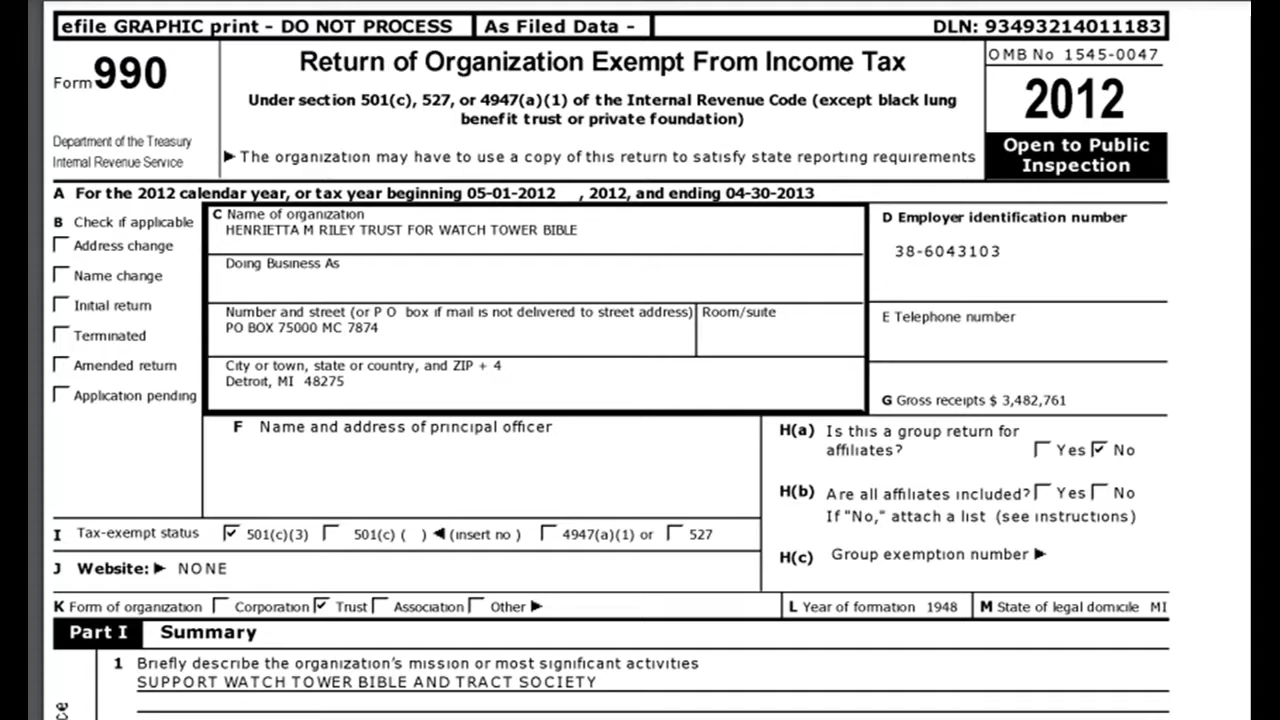 efile GRAPHIC print - DO NOT PROCESS As Filed Data - DLN: 93493214011183
Form 990
Department of the Treasury
Internal Revenue Service
Return of Organization Exempt From Income Tax
Under section 501(c), 527, or 4947(a)(1) of the Internal Revenue Code (except black lung
benefit trust or private foundation)
▶ The organization may have to use a copy of this return to satisfy state reporting requirements
OMB No 1545-0047
2012
Open to Public
Inspection
A For the 2012 calendar year, or tax year beginning 05-01-2012 , 2012, and ending 04-30-2013
B Check if applicable
Address change
Name change
Initial return
Terminated
Amended return
Application pending
C Name of organization
HENRIETTA M RILEY TRUST FOR WATCH TOWER BIBLE
Doing Business As
Number and street (or P O box if mail is not delivered to street address) Room/suite
PO BOX 75000 MC 7874
City or town, state or country, and ZIP + 4
Detroit, MI 48275
D Employer identification number
38-6043103
E Telephone number
G Gross receipts $ 3,482,761
F Name and address of principal officer
H(a) Is this a group return for
affiliates? Yes No
H(b) Are all affiliates included? Yes No
If "No," attach a list (see instructions)
H(c) Group exemption number ▶
I Tax-exempt status 501(c)(3) 501(c) ( ) ◀ (insert no ) 4947(a)(1) or 527
J Website: ▶ NONE
K Form of organization Corporation Trust Association Other ▶
L Year of formation 1948 M State of legal domicile MI
Part I Summary
1 Briefly describe the organization's mission or most significant activities
SUPPORT WATCH TOWER BIBLE AND TRACT SOCIETY